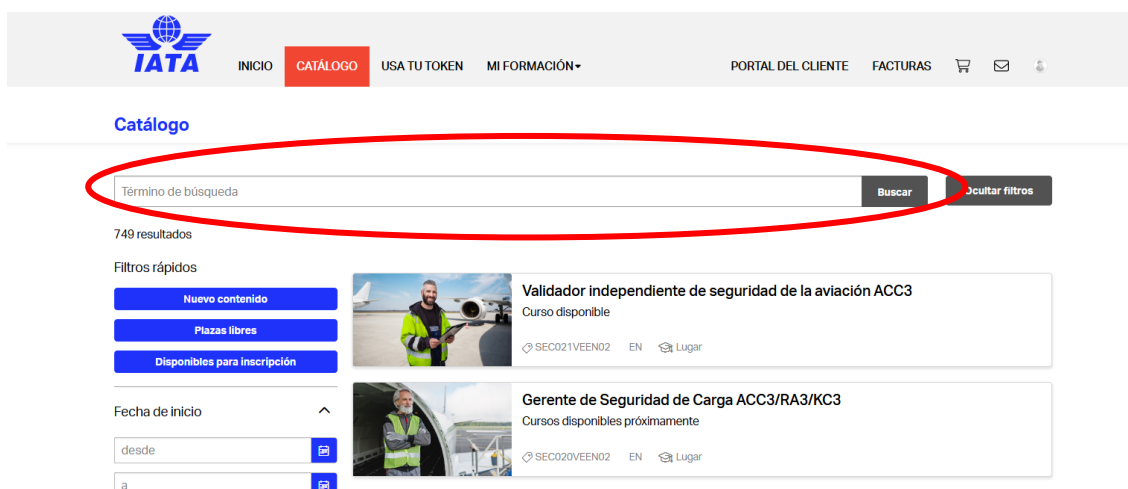 IATA
INICIO CATÁLOGO USA TU TOKEN MI FORMACIÓN PORTAL DEL CLIENTE FACTURAS
Catálogo
Término de búsqueda Buscar Ocultar filtros
749 resultados
Filtros rápidos
Nuevo contenido
Plazas libres
Disponibles para inscripción
Fecha de inicio
desde
a
Validador independiente de seguridad de la aviación ACC3
Curso disponible
SEC021VEEN02 EN Lugar
Gerente de Seguridad de Carga ACC3/RA3/KC3
Cursos disponibles próximamente
SEC020VEEN02 EN Lugar